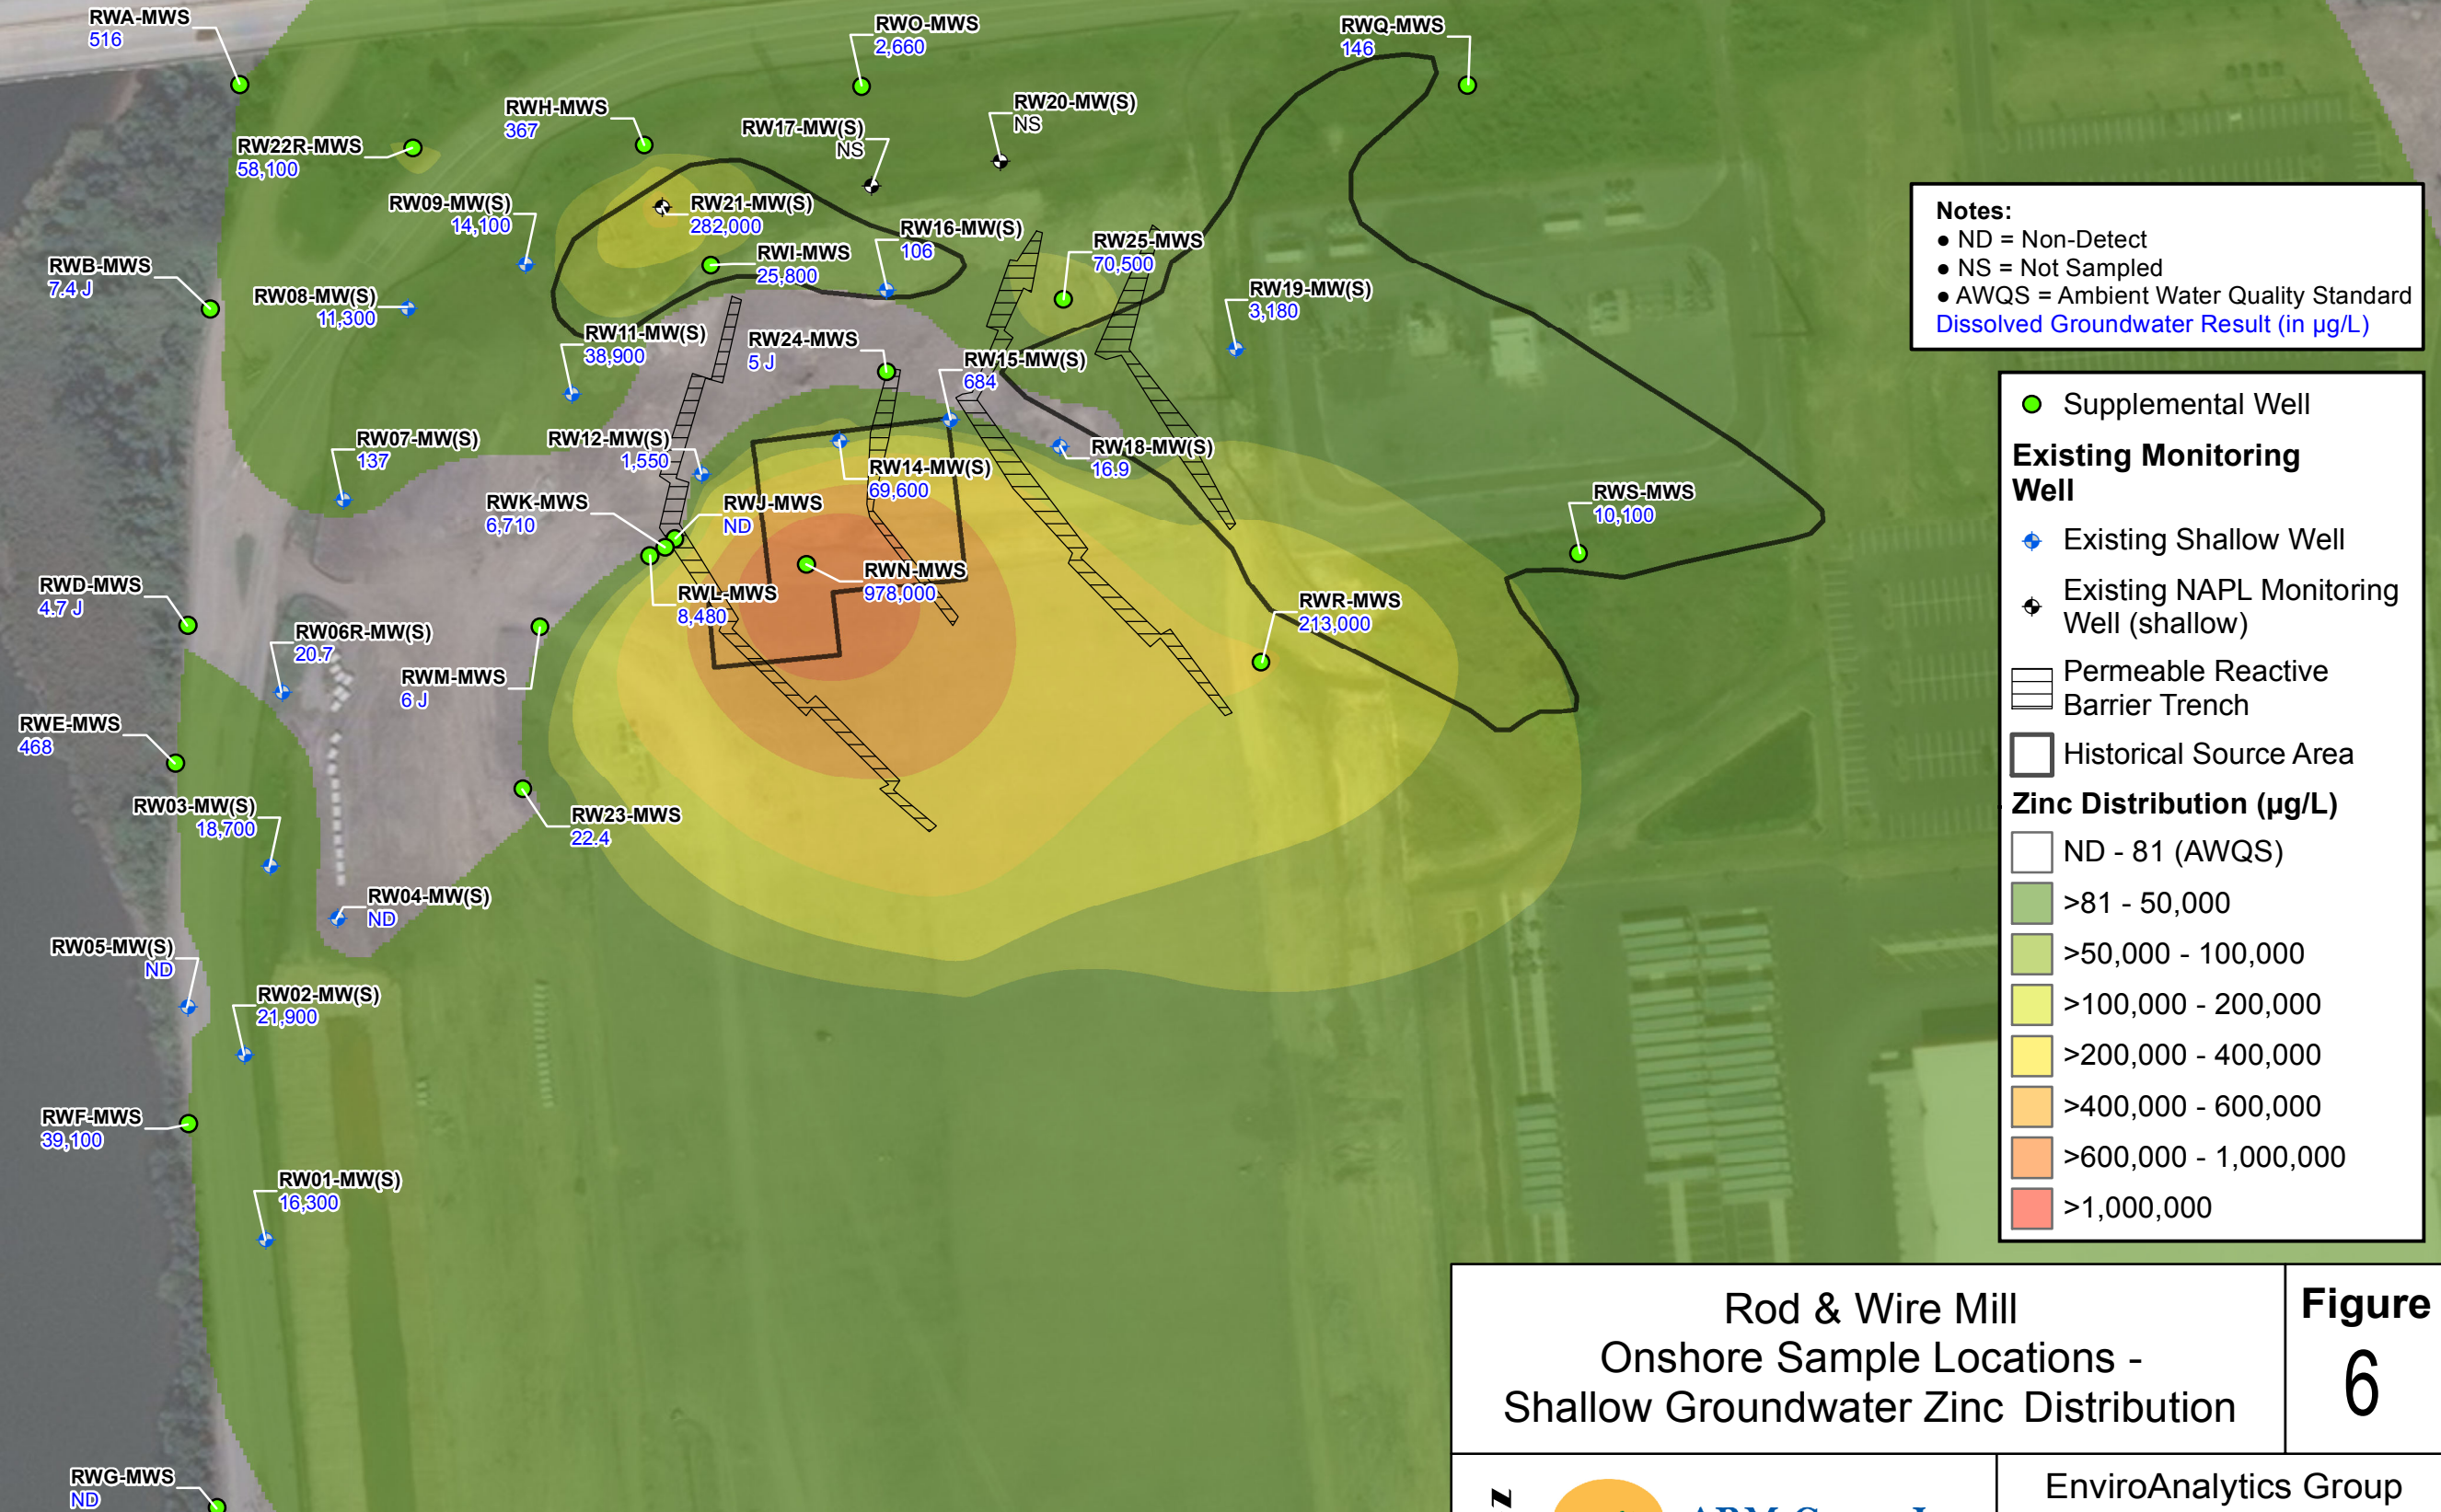 RWA-MWS
516
RWO-MWS
2,660
RWQ-MWS
146
RWH-MWS
367
RW20-MW(S)
NS
RW17-MW(S)
NS
RW22R-MWS
58,100
RW09-MW(S)
14,100
RW21-MW(S)
282,000
RW16-MW(S)
106
RW25-MWS
70,500
RWI-MWS
25,800
RWB-MWS
7.4 J
RW08-MW(S)
11,300
RW19-MW(S)
3,180
RW11-MW(S)
38,900
RW24-MWS
5 J
RW15-MW(S)
684
RW07-MW(S)
137
RW12-MW(S)
1,550
RW18-MW(S)
16.9
RW14-MW(S)
69,600
RWK-MWS
6,710
RWJ-MWS
ND
RWS-MWS
10,100
RWN-MWS
978,000
RWD-MWS
4.7 J
RWL-MWS
8,480
RWR-MWS
213,000
RW06R-MW(S)
20.7
RWM-MWS
6 J
RWE-MWS
468
RW03-MW(S)
18,700
RW23-MWS
22.4
RW04-MW(S)
ND
RW05-MW(S)
ND
RW02-MW(S)
21,900
RWF-MWS
39,100
RW01-MW(S)
16,300
RWG-MWS
ND
Notes:
● ND = Non-Detect
● NS = Not Sampled
● AWQS = Ambient Water Quality Standard
Dissolved Groundwater Result (in µg/L)
Supplemental Well
Existing Monitoring
Well
Existing Shallow Well
Existing NAPL Monitoring
Well (shallow)
Permeable Reactive
Barrier Trench
Historical Source Area
Zinc Distribution (µg/L)
ND - 81 (AWQS)
>81 - 50,000
>50,000 - 100,000
>100,000 - 200,000
>200,000 - 400,000
>400,000 - 600,000
>600,000 - 1,000,000
>1,000,000
Rod & Wire Mill
Onshore Sample Locations -
Shallow Groundwater Zinc Distribution
Figure
6
EnviroAnalytics Group